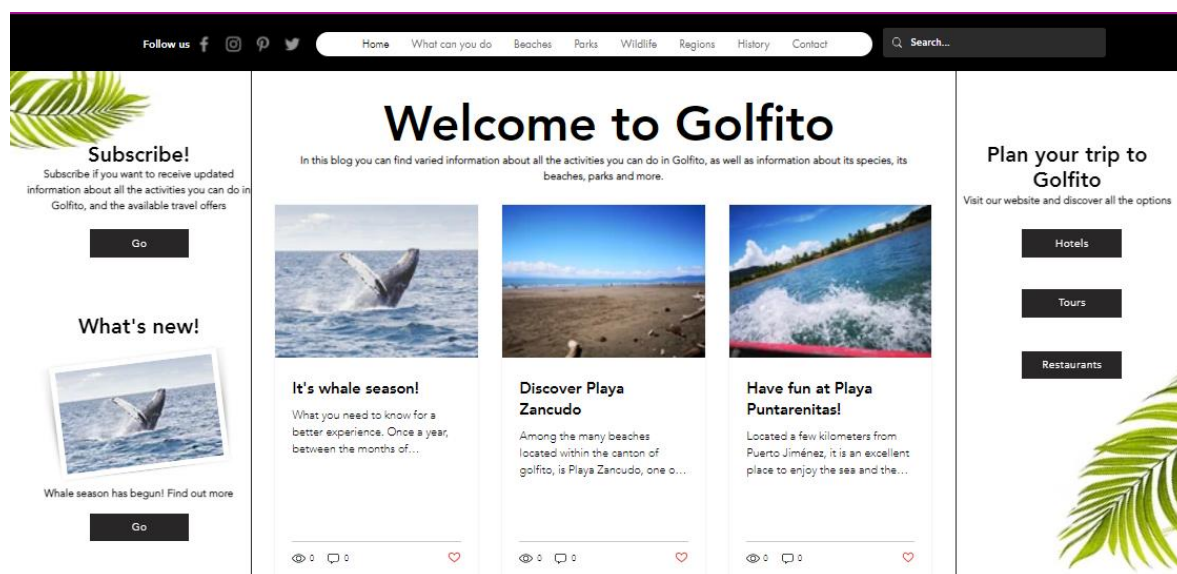 Follow us
Home What can you do Beaches Parks Wildlife Regions History Contact
Search...
Subscribe!
Subscribe if you want to receive updated
information about all the activities you can do in
Golfito, and the available travel offers
Go
What's new!
Whale season has begun! Find out more
Go
Welcome to Golfito
In this blog you can find varied information about all the activities you can do in Golfito, as well as information about its species, its
beaches, parks and more.
It's whale season!
What you need to know for a
better experience. Once a year,
between the months of...
0 0
Discover Playa
Zancudo
Among the many beaches
located within the canton of
golfito, is Playa Zancudo, one o...
0 0
Have fun at Playa
Puntarenitas!
Located a few kilometers from
Puerto Jiménez, it is an excellent
place to enjoy the sea and the...
0 0
Plan your trip to
Golfito
Visit our website and discover all the options
Hotels
Tours
Restaurants